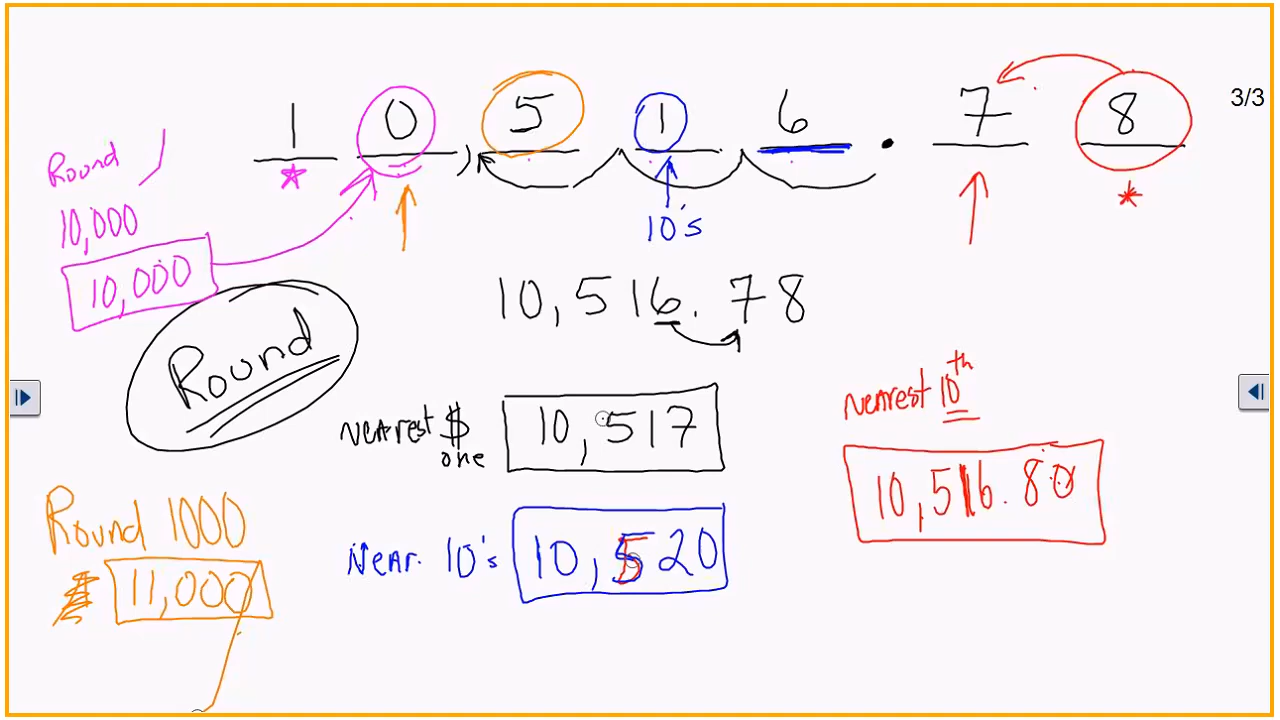 3/3
1 0, 5 1 6 . 7 8
Round
10,000
10,000
10's
10,516.78
Round
Nearest $
one
10,517
Nearest 10th
10,516.80
Round 1000
11,000
Near. 10's
10,520